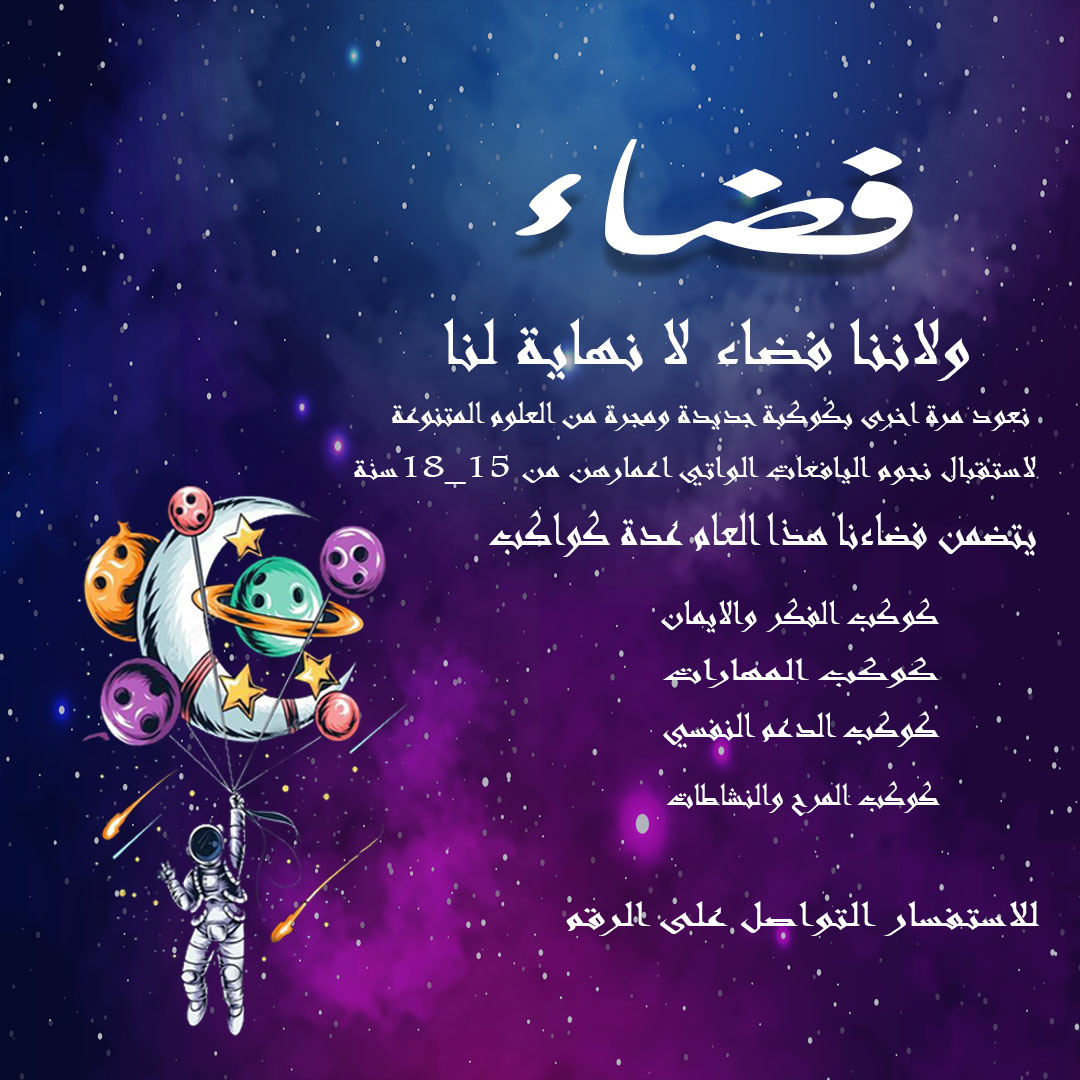 فضاء
ولاننا فضاء لا نهاية لنا
نعود مرة اخرى بكوكبة جديدة ومجرة من العلوم المتنوعة
لاستقبال نجوم اليافعات الواتي اعمارهن من 15_18سنة
يتضمن فضاءنا هذا العام عدة كواكب
كوكب الفكر والايمان
كوكب المهارات
كوكب الدعم النفسي
كوكب المرح والنشاطات
للاستفسار التواصل على الرقم